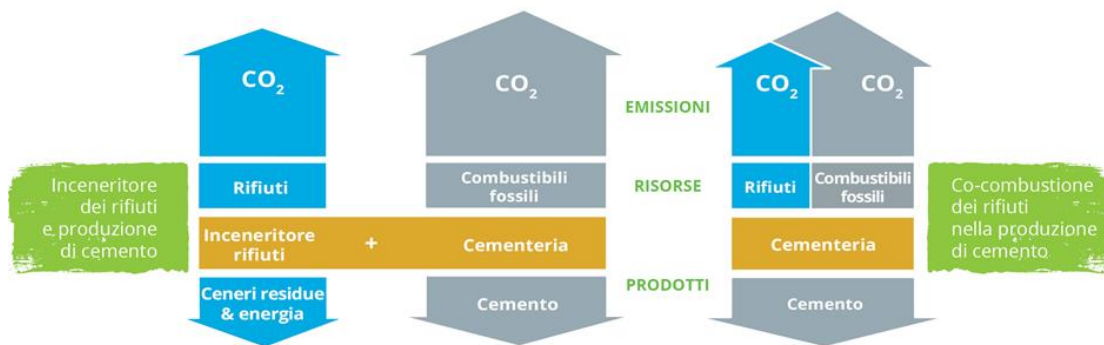 CO₂
CO₂
CO₂
CO₂
EMISSIONI
Inceneritore
dei rifiuti
e produzione
di cemento
Rifiuti
Combustibili
fossili
RISORSE
Rifiuti
Combustibili
fossili
Co-combustione
dei rifiuti
nella produzione
di cemento
Inceneritore
rifiuti
+
Cementeria
Cementeria
Ceneri residue
& energia
Cemento
PRODOTTI
Cemento